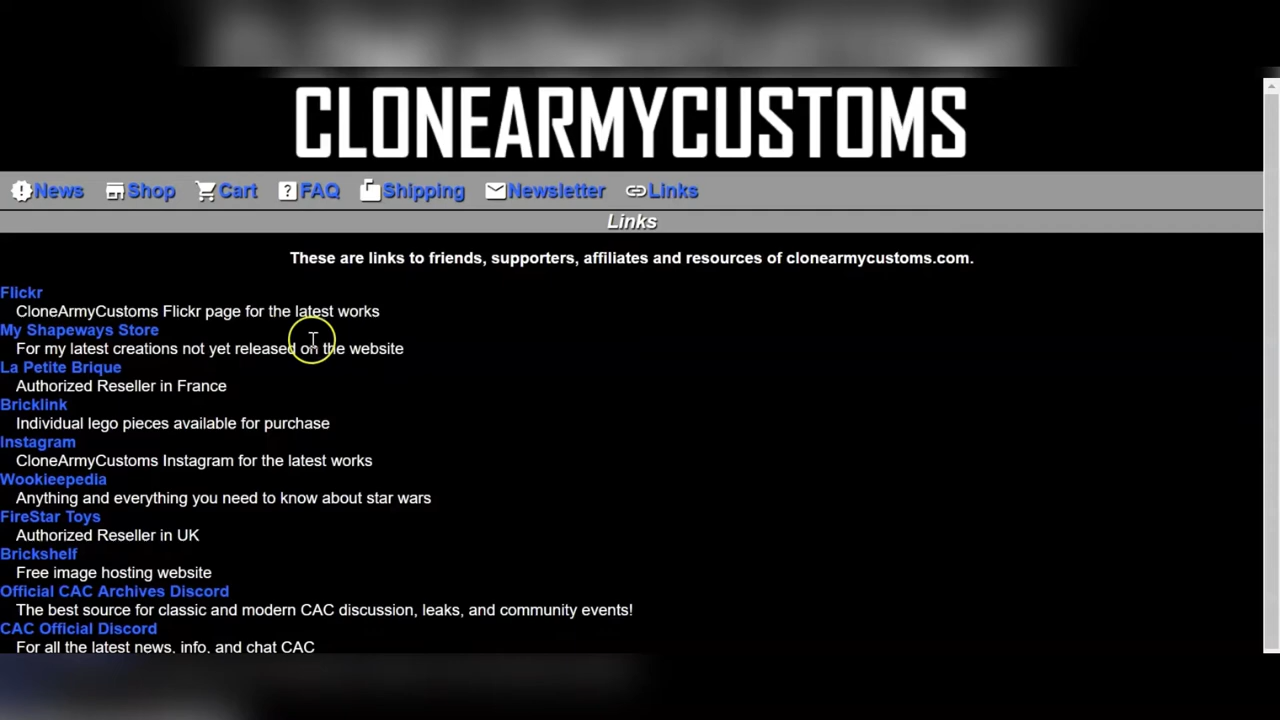 CLONEARMYCUSTOMS
News Shop Cart FAQ Shipping Newsletter Links
Links
These are links to friends, supporters, affiliates and resources of clonearmycustoms.com.
Flickr
CloneArmyCustoms Flickr page for the latest works
My Shapeways Store
For my latest creations not yet released on the website
La Petite Brique
Authorized Reseller in France
Bricklink
Individual lego pieces available for purchase
Instagram
CloneArmyCustoms Instagram for the latest works
Wookieepedia
Anything and everything you need to know about star wars
FireStar Toys
Authorized Reseller in UK
Brickshelf
Free image hosting website
Official CAC Archives Discord
The best source for classic and modern CAC discussion, leaks, and community events!
CAC Official Discord
For all the latest news, info, and chat CAC